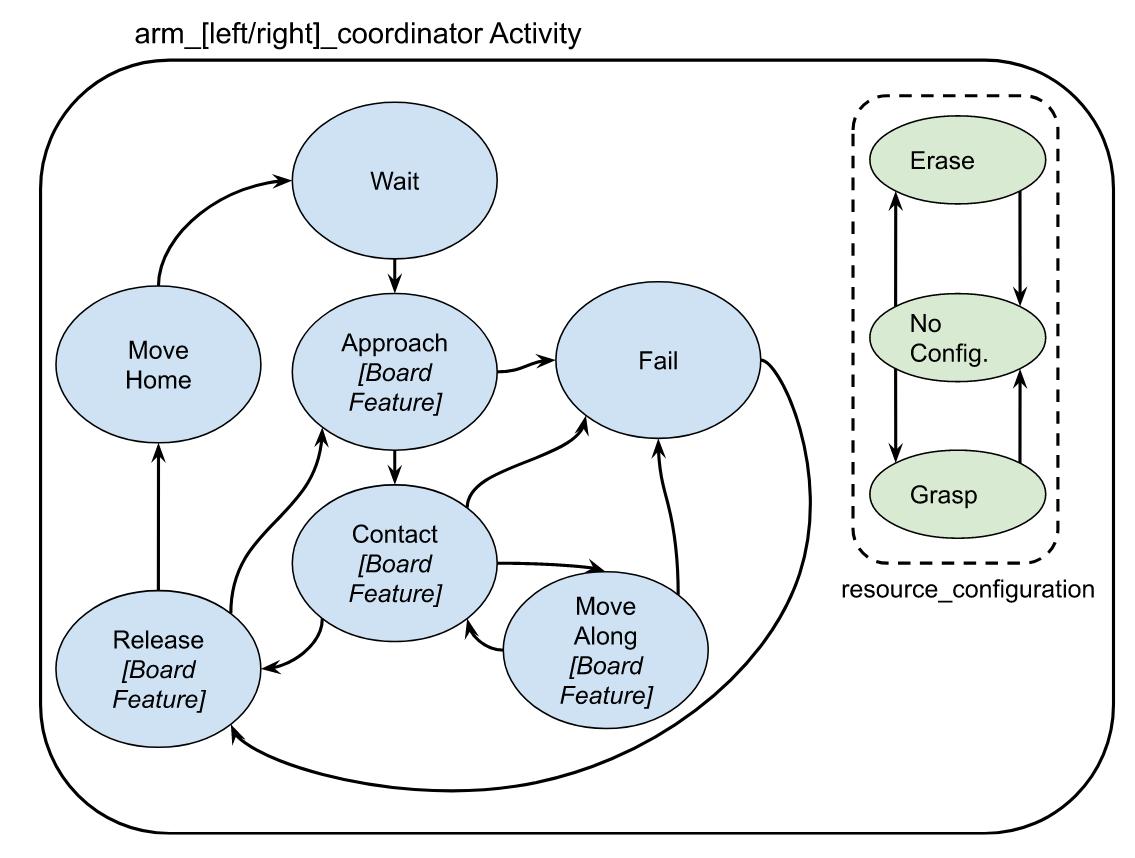 arm_[left/right]_coordinator Activity
Wait
Erase
Move
Home
Approach
[Board
Feature]
Fail
No
Config.
Contact
[Board
Feature]
Grasp
resource_configuration
Release
[Board
Feature]
Move
Along
[Board
Feature]